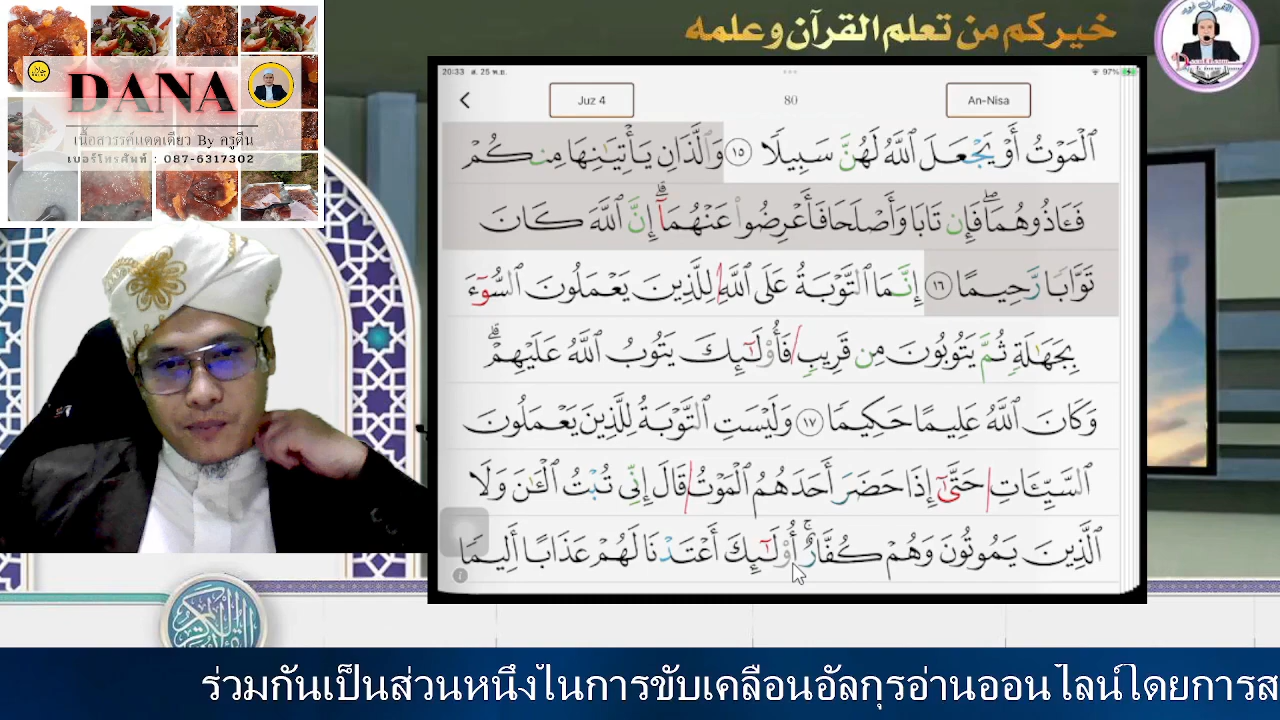 خيركم من تعلم القرآن وعلمه
DANA
เนื้อสวรรค์แดดเดียว By ครูดีน
เบอร์โทรศัพท์ : 087-6317302
20:33 ส. 25 พ.ย.
97%
Juz 4
80
An-Nisa
ٱلْمَوْتُ أَوْ يَجْعَلَ ٱللَّهُ لَهُنَّ سَبِيلًا ١٥ وَٱلَّذَانِ يَأْتِيَـٰنِهَا مِنكُمْ
فَـَٔاذُوهُمَا ۖ فَإِن تَابَا وَأَصْلَحَا فَأَعْرِضُوا۟ عَنْهُمَآ ۗ إِنَّ ٱللَّهَ كَانَ
تَوَّابًا رَّحِيمًا ١٦ إِنَّمَا ٱلتَّوْبَةُ عَلَى ٱللَّهِ لِلَّذِينَ يَعْمَلُونَ ٱلسُّوٓءَ
بِجَهَـٰلَةٍ ثُمَّ يَتُوبُونَ مِن قَرِيبٍ فَأُو۟لَـٰٓئِكَ يَتُوبُ ٱللَّهُ عَلَيْهِمْ ۗ
وَكَانَ ٱللَّهُ عَلِيمًا حَكِيمًا ١٧ وَلَيْسَتِ ٱلتَّوْبَةُ لِلَّذِينَ يَعْمَلُونَ
ٱلسَّيِّـَٔاتِ حَتَّىٰٓ إِذَا حَضَرَ أَحَدَهُمُ ٱلْمَوْتُ قَالَ إِنِّى تُبْتُ ٱلْـَٔـٰنَ وَلَا
ٱلَّذِينَ يَمُوتُونَ وَهُمْ كُفَّارٌ ۚ أُو۟لَـٰٓئِكَ أَعْتَدْنَا لَهُمْ عَذَابًا أَلِيمًا
ร่วมกันเป็นส่วนหนึ่งในการขับเคลื่อนอัลกุรอ่านออนไลน์โดยการส